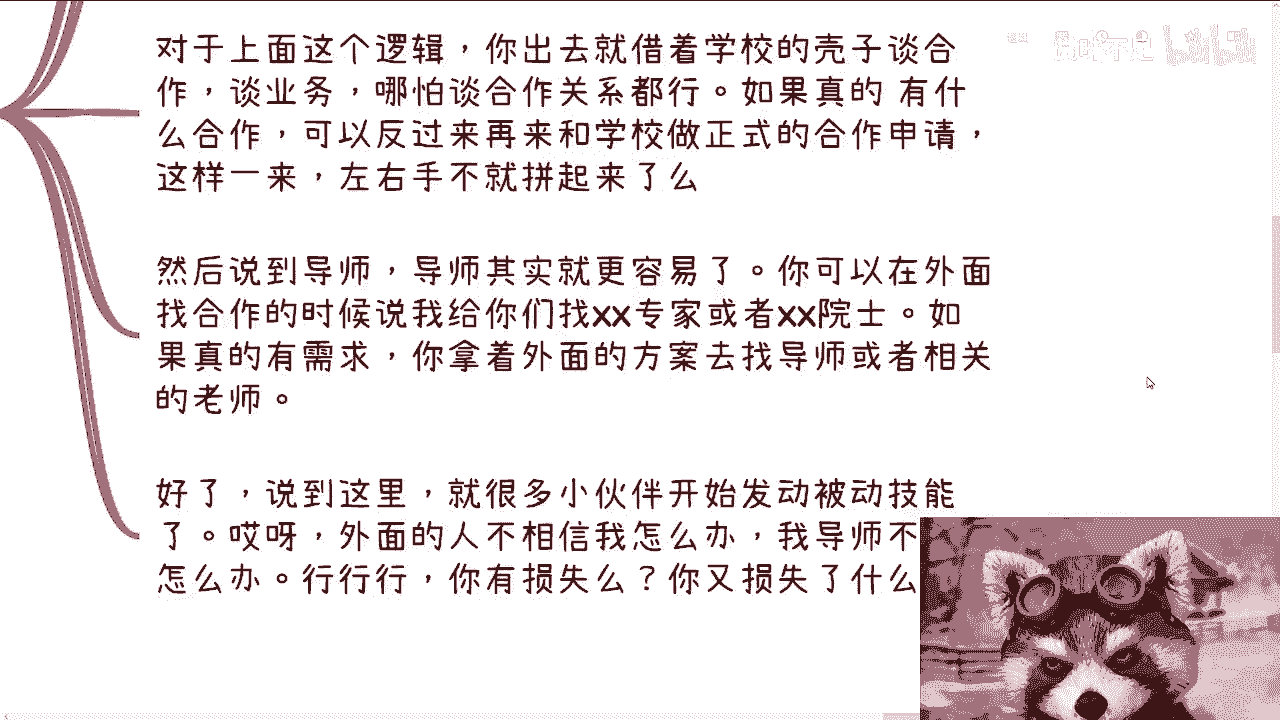 对于上面这个逻辑，你出去就借着学校的壳子谈合
作，谈业务，哪怕谈合作关系都行。如果真的 有什
么合作，可以反过来再来和学校做正式的合作申请，
这样一来，左右手不就拼起来了么
然后说到导师，导师其实就更容易了。你可以在外面
找合作的时候说我给你们找xx专家或者xx院士。如
果真的有需求，你拿着外面的方案去找导师或者相关
的老师。
好了，说到这里，就很多小伙伴开始发动被动技能
了。哎呀，外面的人不相信我怎么办，我导师不
怎么办。行行行，你有损失么？你又损失了什么